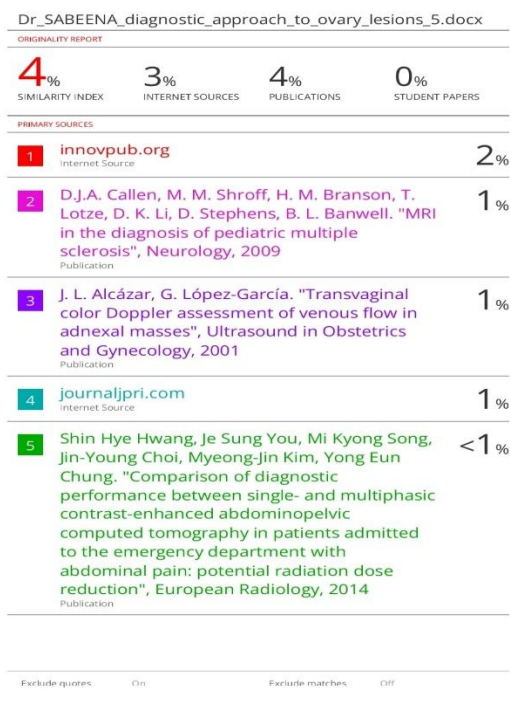 Dr_SABEENA_diagnostic_approach_to_ovary_lesions_5.docx
ORIGINALITY REPORT
4% 3% 4% 0%
SIMILARITY INDEX INTERNET SOURCES PUBLICATIONS STUDENT PAPERS
PRIMARY SOURCES
1 innovpub.org 2%
Internet Source
2 D.J.A. Callen, M. M. Shroff, H. M. Branson, T. 1%
Lotze, D. K. Li, D. Stephens, B. L. Banwell. "MRI
in the diagnosis of pediatric multiple
sclerosis", Neurology, 2009
Publication
3 J. L. Alcázar, G. López-García. "Transvaginal 1%
color Doppler assessment of venous flow in
adnexal masses", Ultrasound in Obstetrics
and Gynecology, 2001
Publication
4 journaljpri.com 1%
Internet Source
5 Shin Hye Hwang, Je Sung You, Mi Kyong Song, <1%
Jin-Young Choi, Myeong-Jin Kim, Yong Eun
Chung. "Comparison of diagnostic
performance between single- and multiphasic
contrast-enhanced abdominopelvic
computed tomography in patients admitted
to the emergency department with
abdominal pain: potential radiation dose
reduction", European Radiology, 2014
Publication
Exclude quotes On Exclude matches Off